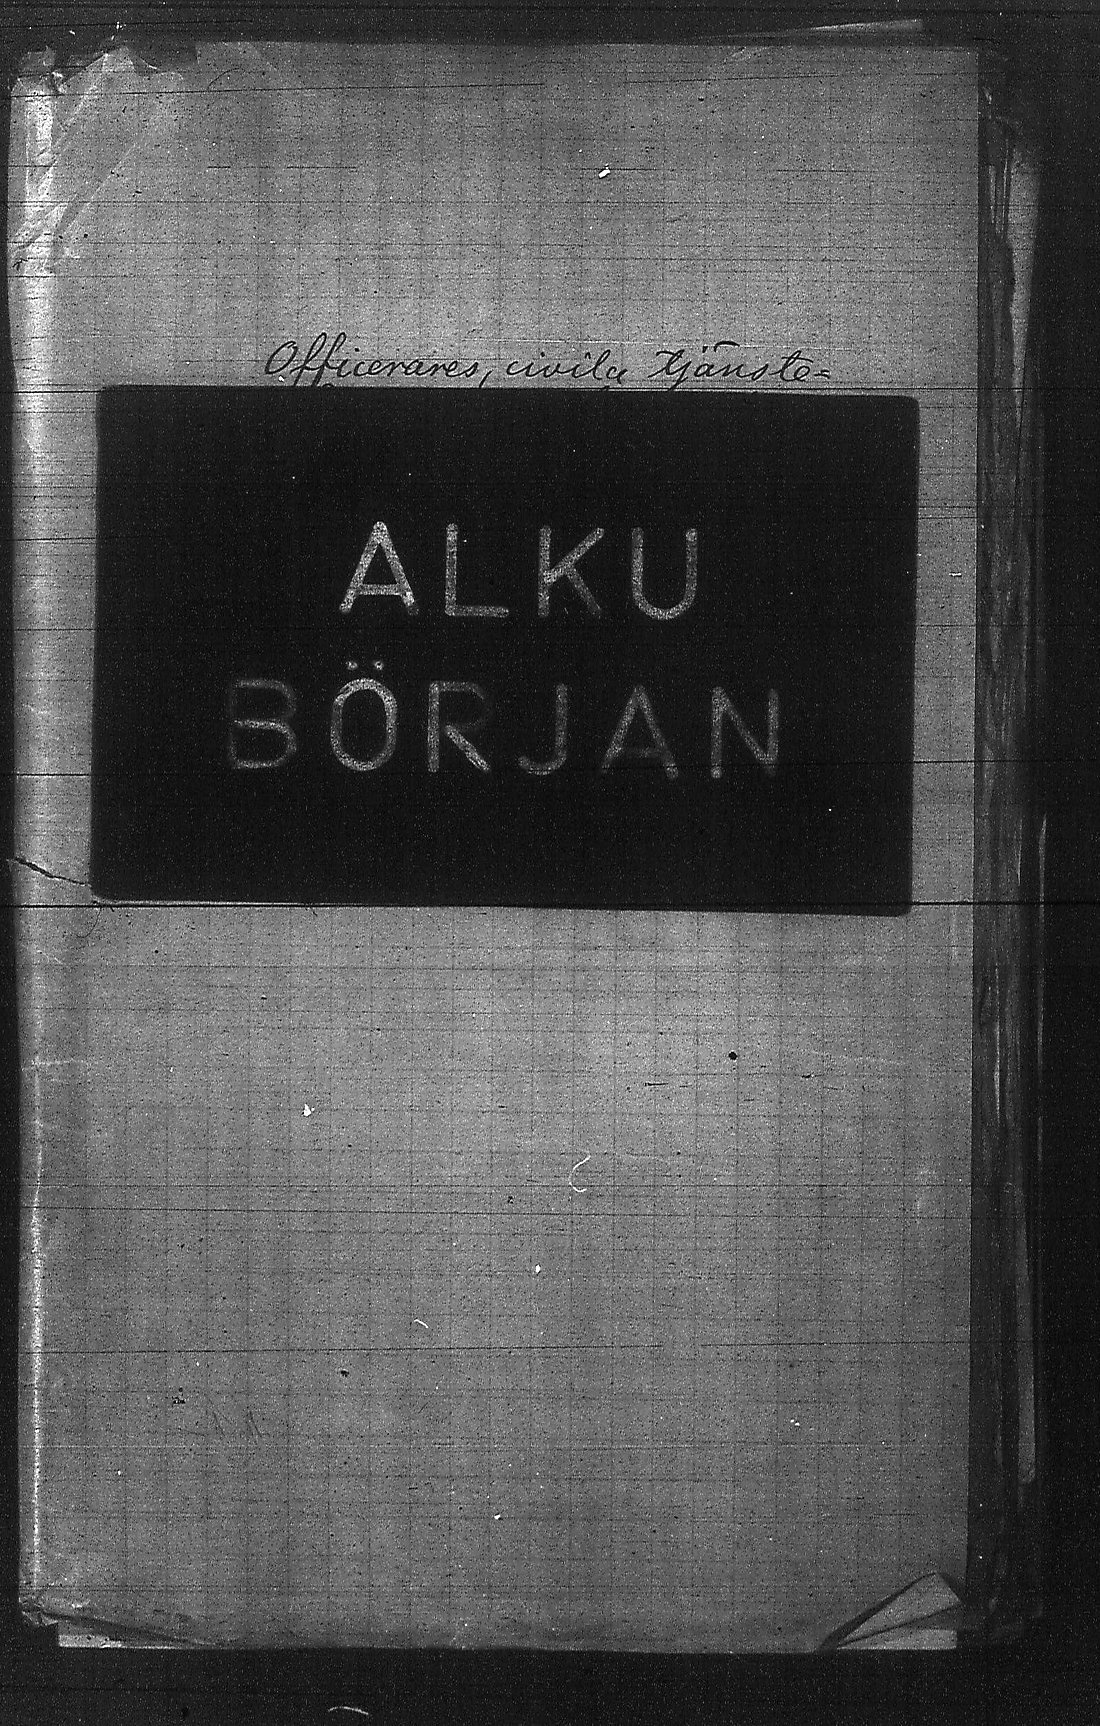 Officerares, civila tjänste=
ALKU
BÖRJAN